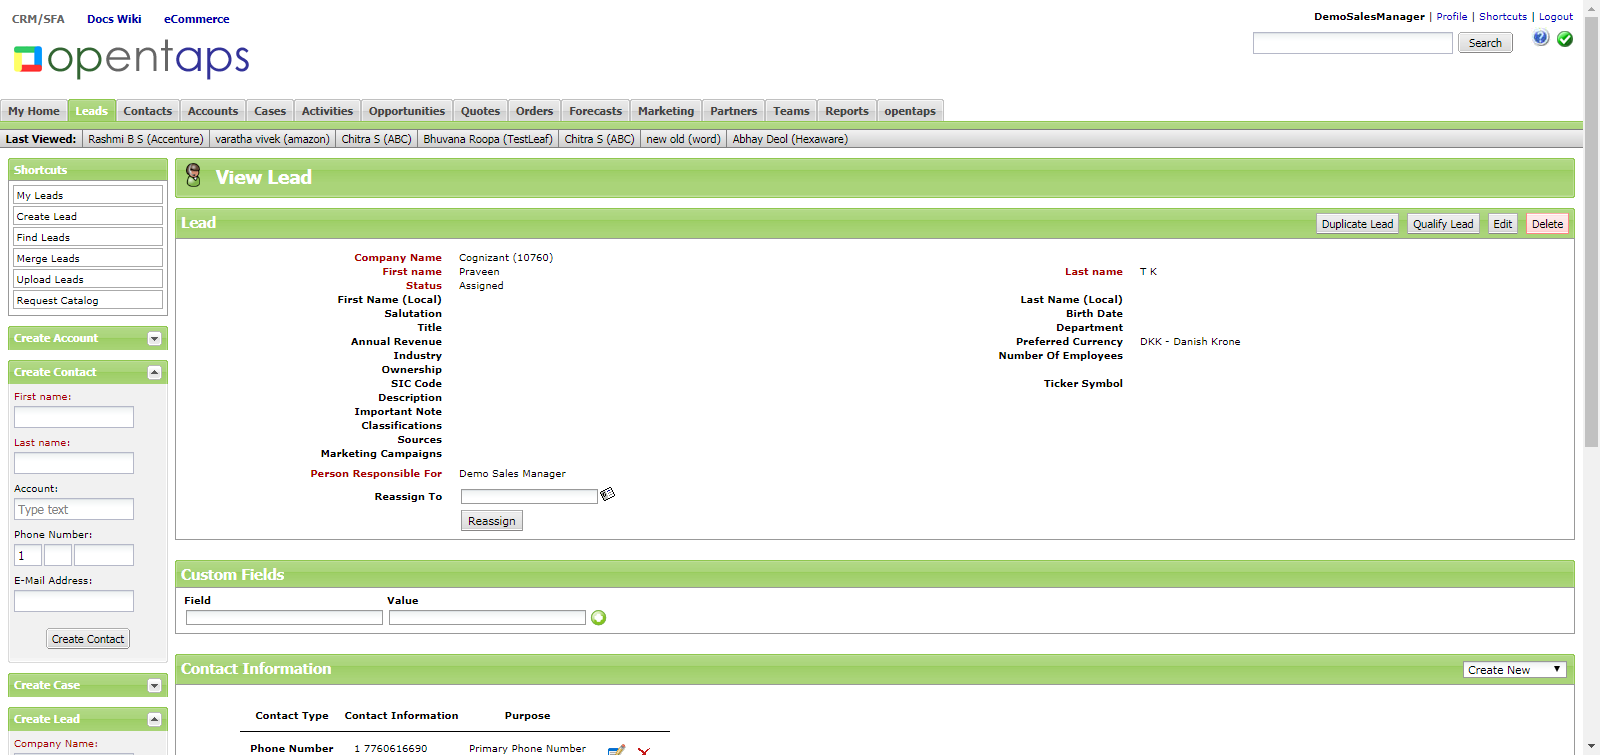 CRM/SFA Docs Wiki eCommerce
DemoSalesManager | Profile | Shortcuts | Logout
opentaps
Search
My Home Leads Contacts Accounts Cases Activities Opportunities Quotes Orders Forecasts Marketing Partners Teams Reports opentaps
Last Viewed: Rashmi B S (Accenture) varatha vivek (amazon) Chitra S (ABC) Bhuvana Roopa (TestLeaf) Chitra S (ABC) new old (word) Abhay Deol (Hexaware)
Shortcuts
My Leads
Create Lead
Find Leads
Merge Leads
Upload Leads
Request Catalog
Create Account
Create Contact
First name:
Last name:
Account:
Type text
Phone Number:
1
E-Mail Address:
Create Contact
Create Case
Create Lead
Company Name:
View Lead
Lead
Duplicate Lead Qualify Lead Edit Delete
Company Name Cognizant (10760)
First name Praveen Last name T K
Status Assigned
First Name (Local) Last Name (Local)
Salutation Birth Date
Title Department
Annual Revenue Preferred Currency DKK - Danish Krone
Industry Number Of Employees
Ownership
SIC Code Ticker Symbol
Description
Important Note
Classifications
Sources
Marketing Campaigns
Person Responsible For Demo Sales Manager
Reassign To
Reassign
Custom Fields
Field Value
Contact Information
Create New
Contact Type Contact Information Purpose
Phone Number 1 7760616690 Primary Phone Number